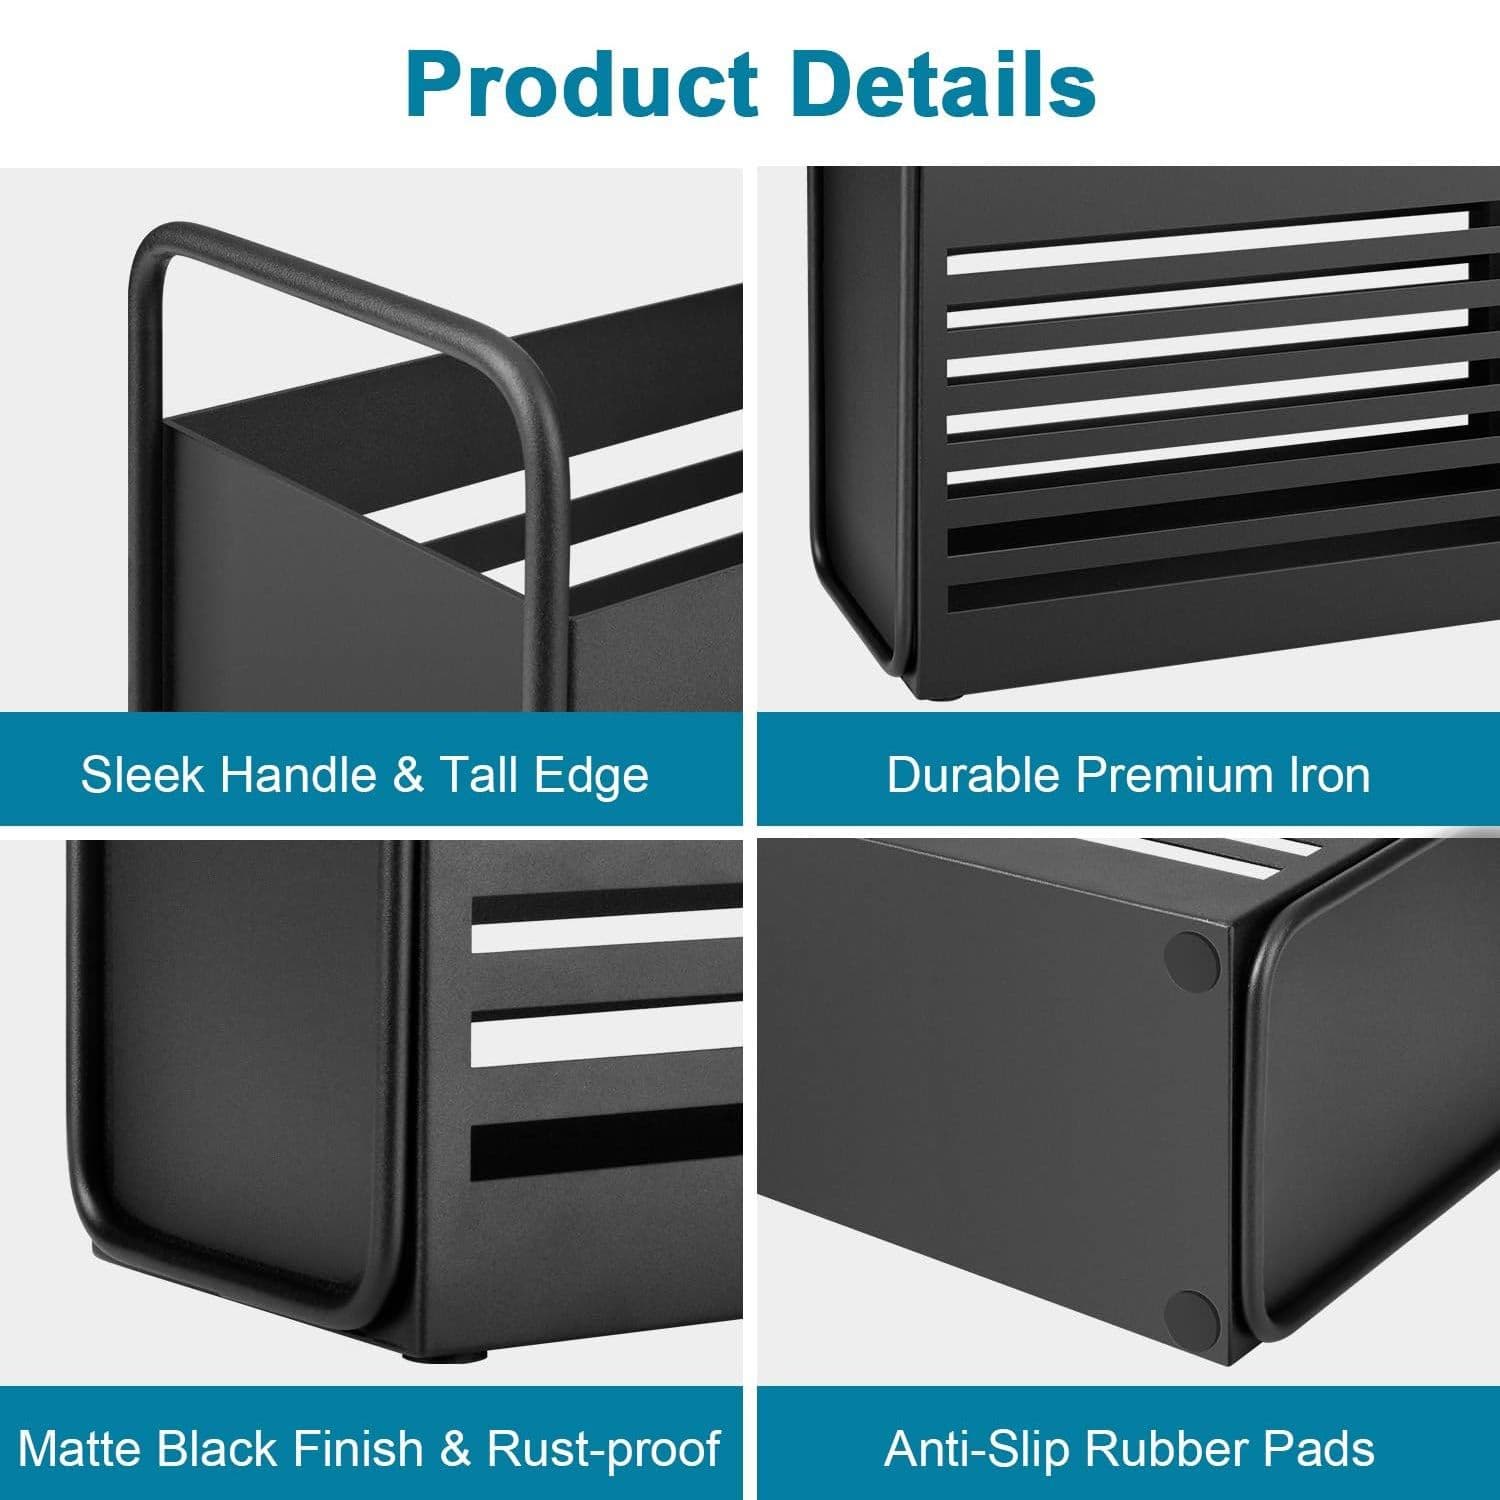 Product Details
Sleek Handle & Tall Edge
Durable Premium Iron
Matte Black Finish & Rust-proof
Anti-Slip Rubber Pads